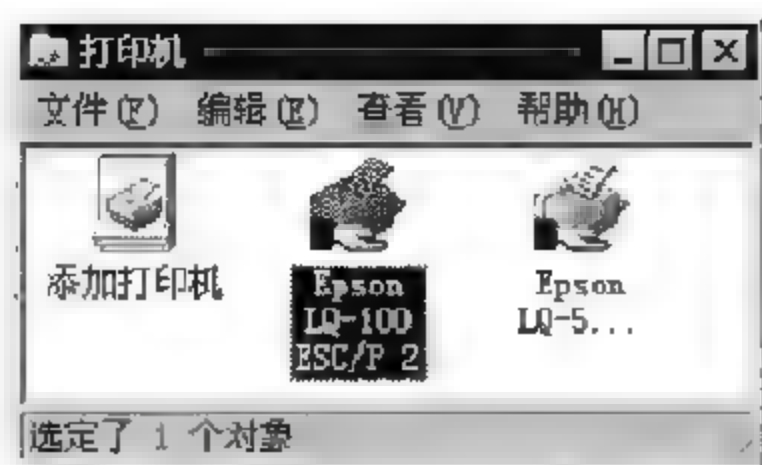 打印机
文件(F) 编辑(E) 查看(V) 帮助(H)
添加打印机
Epson
LQ-100
ESC/P 2
Epson
LQ-5...
选定了 1 个对象